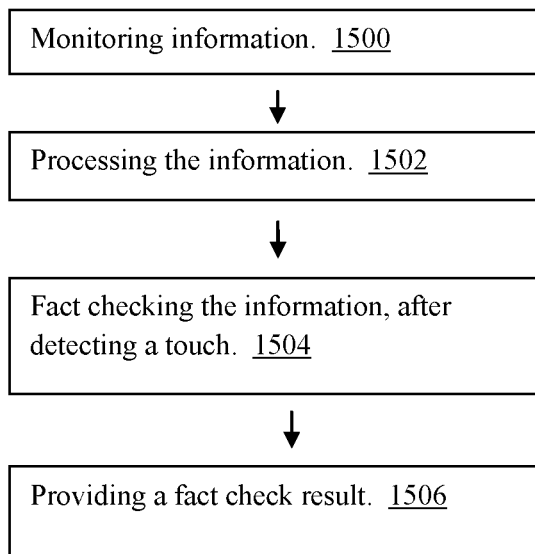 Monitoring information. 1500
Processing the information. 1502
Fact checking the information, after
detecting a touch. 1504
Providing a fact check result. 1506